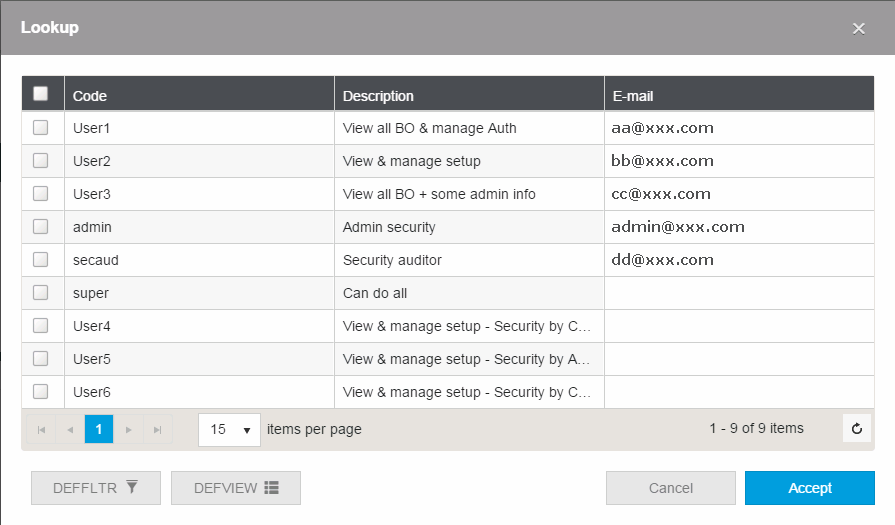 Lookup
Code Description E-mail
User1 View all BO & manage Auth aa@xxx.com
User2 View & manage setup bb@xxx.com
User3 View all BO + some admin info cc@xxx.com
admin Admin security admin@xxx.com
secaud Security auditor dd@xxx.com
super Can do all
User4 View & manage setup - Security by C...
User5 View & manage setup - Security by A...
User6 View & manage setup - Security by C...
1 15 items per page 1 - 9 of 9 items
DEFFLTR DEFVIEW Cancel Accept